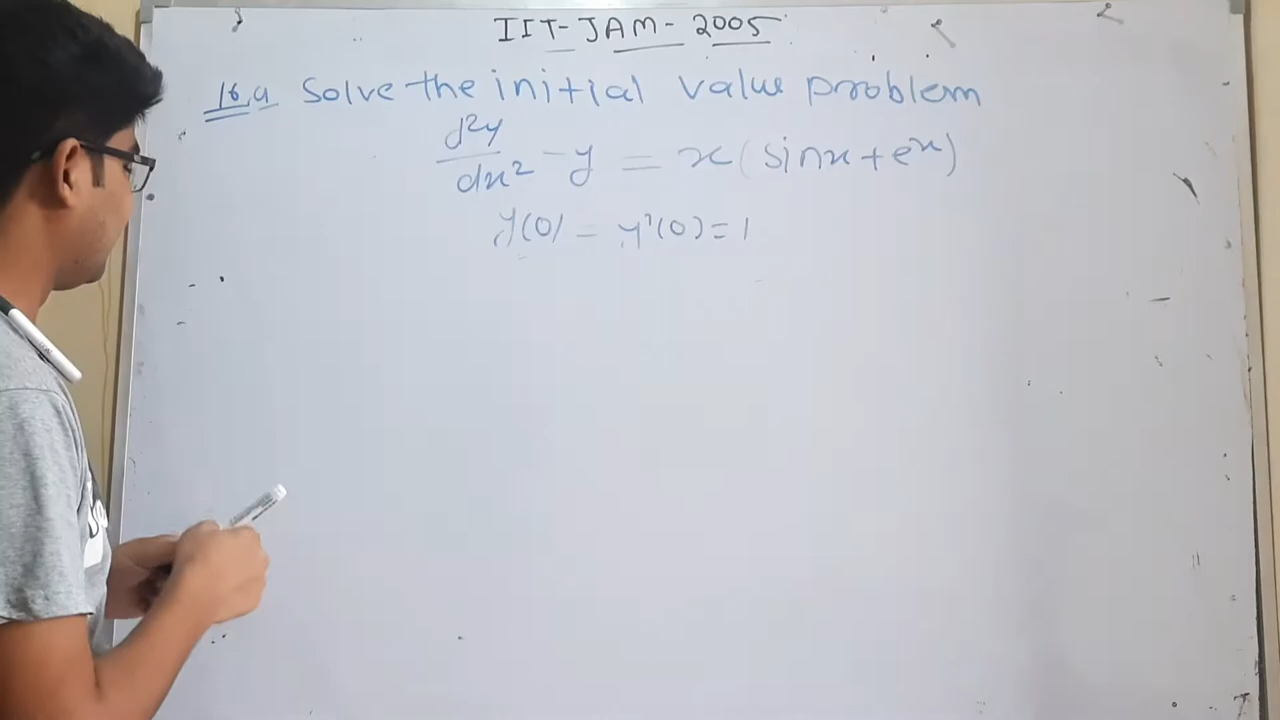 IIT-JAM-2005
16.a Solve the initial value problem
d²y/dx² - y = x(sinx+eˣ)
y(0) = y'(0)=1